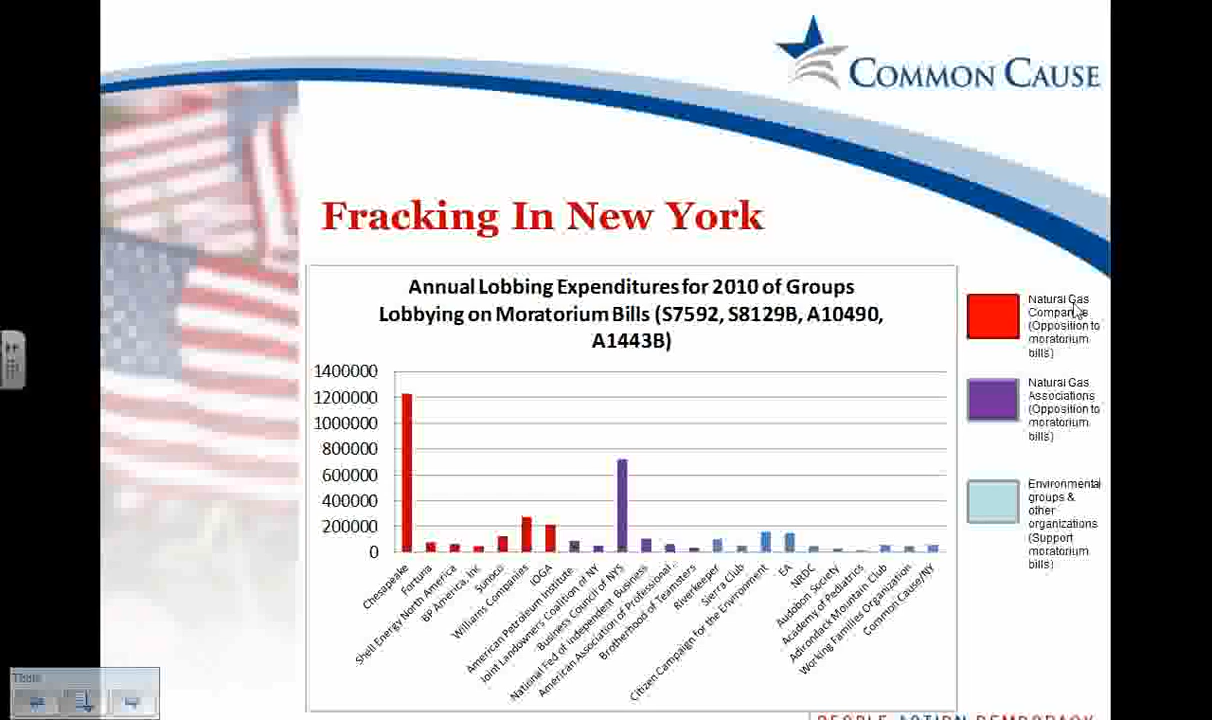 COMMON CAUSE
Fracking In New York
Annual Lobbing Expenditures for 2010 of Groups
Lobbying on Moratorium Bills (S7592, S8129B, A10490,
A1443B)
1400000
1200000
1000000
800000
600000
400000
200000
0
Chesapeake
Fortuna
Shell Energy North America
BP America, Inc
Sunoco
Williams Companies
IOGA
American Petroleum Institute
Joint Landowners Coalition of NY
Business Council of NYS
National Fed of Independent Business
American Association of Professional…
Brotherhood of Teamsters
Riverkeeper
Sierra Club
Citizen Campaign for the Environment
EA
NRDC
Audobon Society
Academy of Pediatrics
Adirondack Mountain Club
Working Families Organization
Common Cause/NY
Natural Gas
Companies
(Opposition to
moratorium
bills)
Natural Gas
Associations
(Opposition to
moratorium
bills)
Environmental
groups &
other
organizations
(Support
moratorium
bills)
Tools
PEOPLE ACTION DEMOCRACY